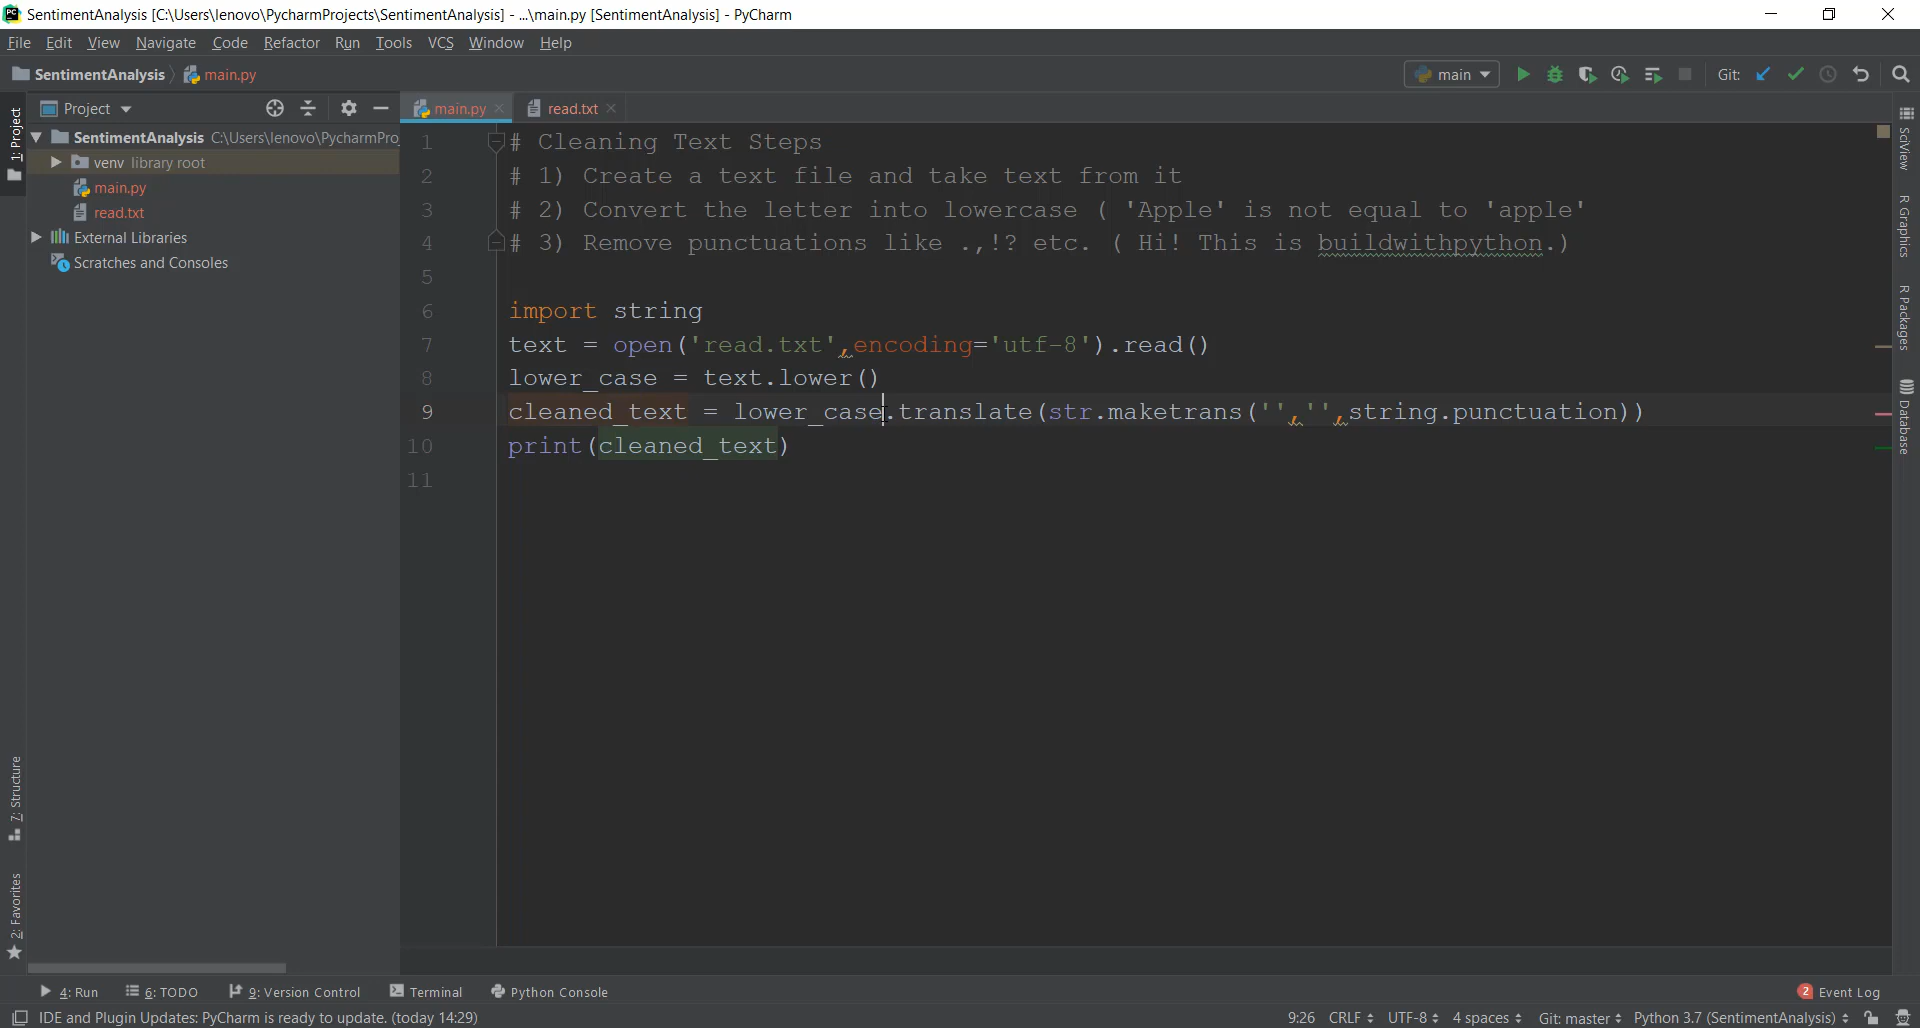 SentimentAnalysis [C:\Users\lenovo\PycharmProjects\SentimentAnalysis] - ...\main.py [SentimentAnalysis] - PyCharm
File Edit View Navigate Code Refactor Run Tools VCS Window Help
SentimentAnalysis main.py main Git:
1: Project
Project
main.py
read.txt
SentimentAnalysis C:\Users\lenovo\PycharmPro
venv library root
main.py
read.txt
External Libraries
Scratches and Consoles
1 # Cleaning Text Steps
2 # 1) Create a text file and take text from it
3 # 2) Convert the letter into lowercase ( 'Apple' is not equal to 'apple'
4 # 3) Remove punctuations like .,!? etc. ( Hi! This is buildwithpython.)
5
6 import string
7 text = open('read.txt',encoding='utf-8').read()
8 lower_case = text.lower()
9 cleaned_text = lower_case.translate(str.maketrans('','',string.punctuation))
10 print(cleaned_text)
11
SciView
R Graphics
R Packages
Database
7: Structure
2: Favorites
4: Run 6: TODO 9: Version Control Terminal Python Console 2 Event Log
IDE and Plugin Updates: PyCharm is ready to update. (today 14:29) 9:26 CRLF UTF-8 4 spaces Git: master Python 3.7 (SentimentAnalysis)